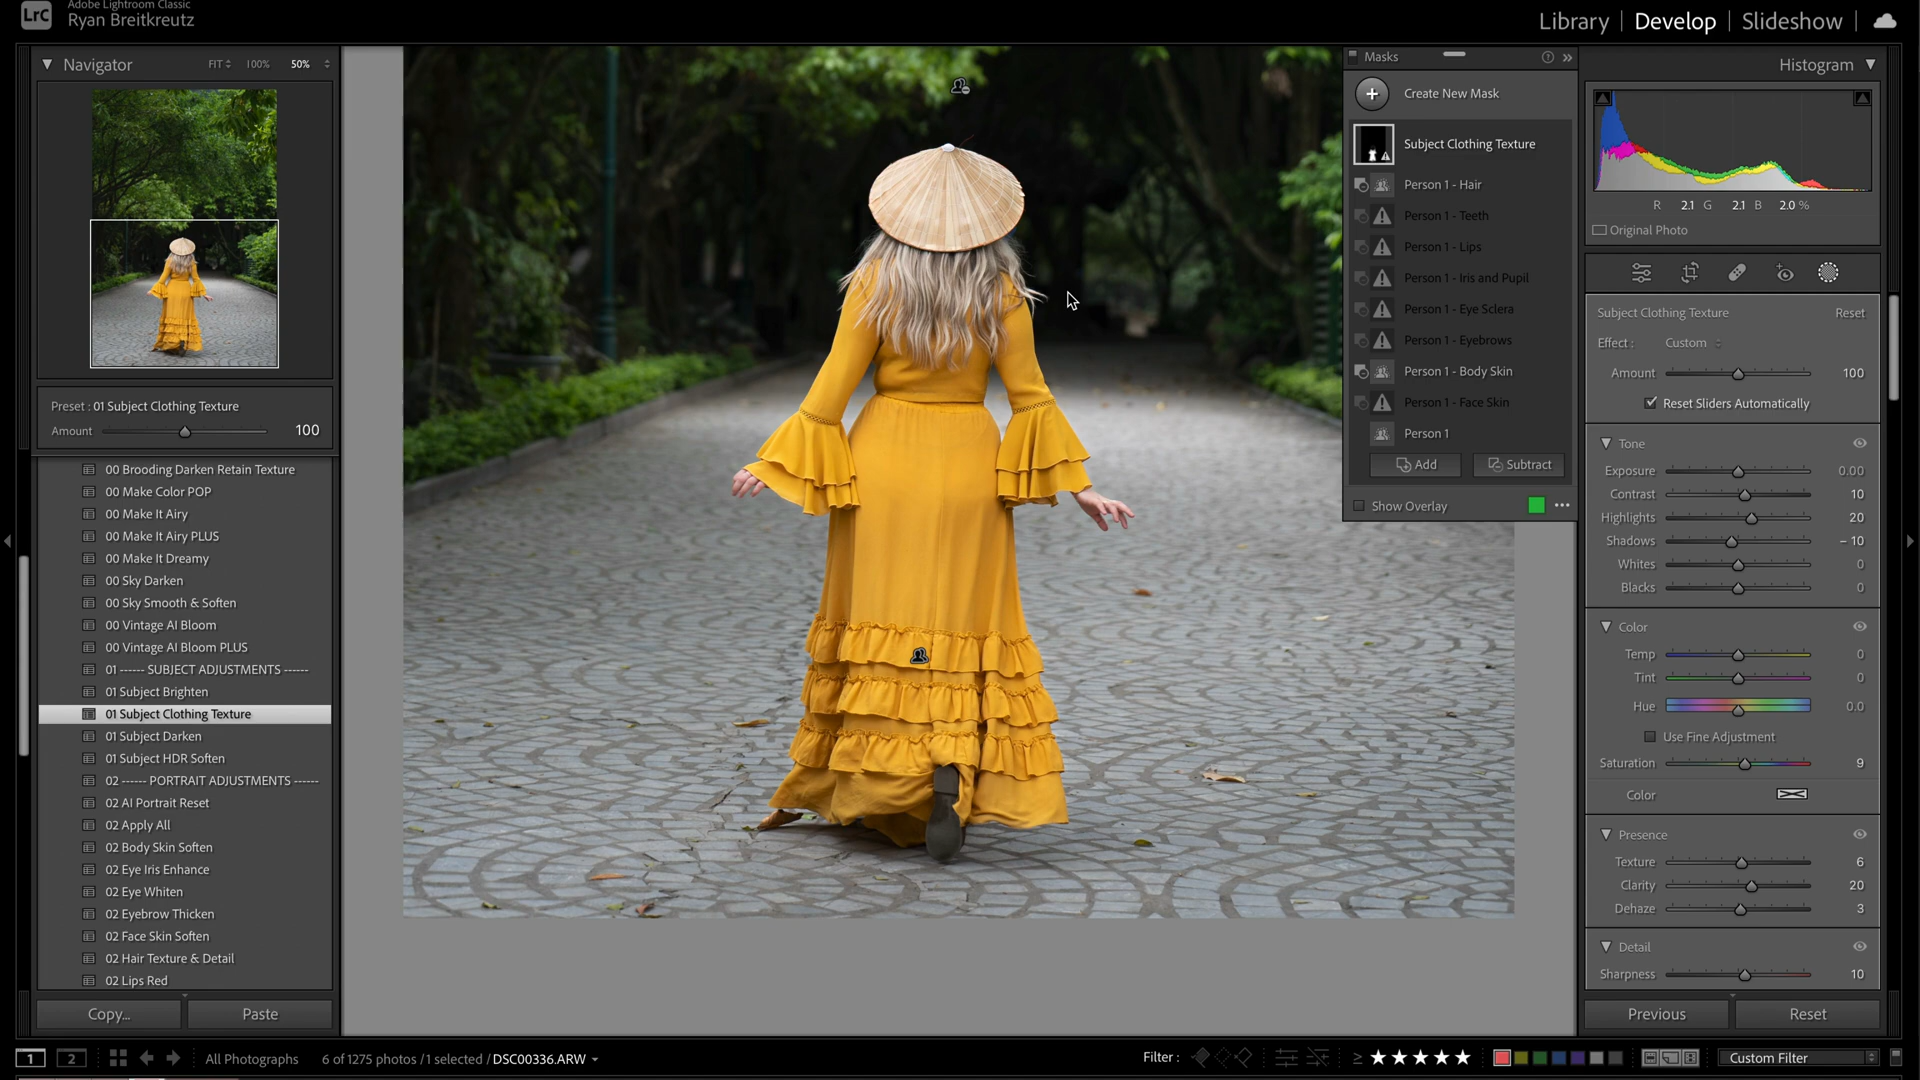 LrC
Adobe Lightroom Classic
Ryan Breitkreutz
Library | Develop | Slideshow |
Navigator FIT 100% 50%
Preset : 01 Subject Clothing Texture
Amount 100
00 Brooding Darken Retain Texture
00 Make Color POP
00 Make It Airy
00 Make It Airy PLUS
00 Make It Dreamy
00 Sky Darken
00 Sky Smooth & Soften
00 Vintage AI Bloom
00 Vintage AI Bloom PLUS
01 ------ SUBJECT ADJUSTMENTS ------
01 Subject Brighten
01 Subject Clothing Texture
01 Subject Darken
01 Subject HDR Soften
02 ------ PORTRAIT ADJUSTMENTS ------
02 AI Portrait Reset
02 Apply All
02 Body Skin Soften
02 Eye Iris Enhance
02 Eye Whiten
02 Eyebrow Thicken
02 Face Skin Soften
02 Hair Texture & Detail
02 Lips Red
Copy... Paste
Masks
Create New Mask
Subject Clothing Texture
Person 1 - Hair
Person 1 - Teeth
Person 1 - Lips
Person 1 - Iris and Pupil
Person 1 - Eye Sclera
Person 1 - Eyebrows
Person 1 - Body Skin
Person 1 - Face Skin
Person 1
Add Subtract
Show Overlay
Histogram
R 2.1 G 2.1 B 2.0 %
Original Photo
Subject Clothing Texture Reset
Effect : Custom
Amount 100
Reset Sliders Automatically
Tone
Exposure 0.00
Contrast 10
Highlights 20
Shadows – 10
Whites 0
Blacks 0
Color
Temp 0
Tint 0
Hue 0.0
Use Fine Adjustment
Saturation 9
Color
Presence
Texture 6
Clarity 20
Dehaze 3
Detail
Sharpness 10
Previous Reset
1 2 All Photographs 6 of 1275 photos / 1 selected / DSC00336.ARW Filter : ≥ ★★★★★ Custom Filter